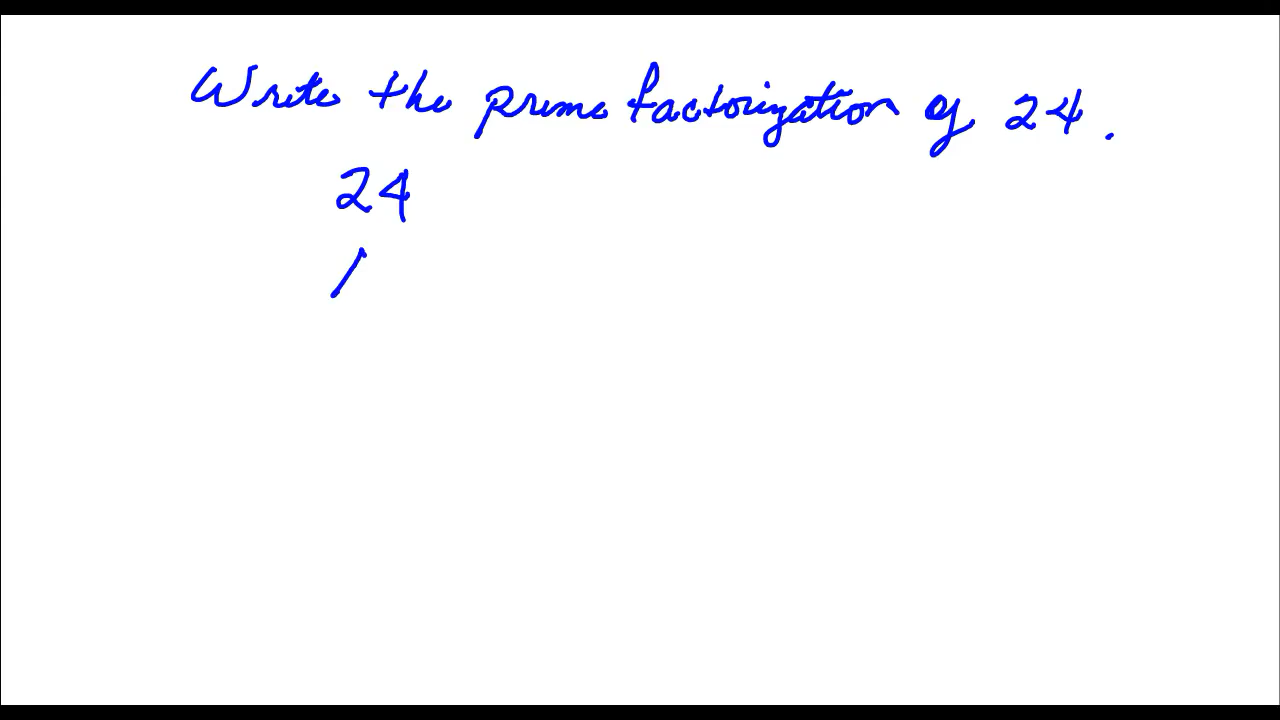 Write the prime factorization of 24.
24
/